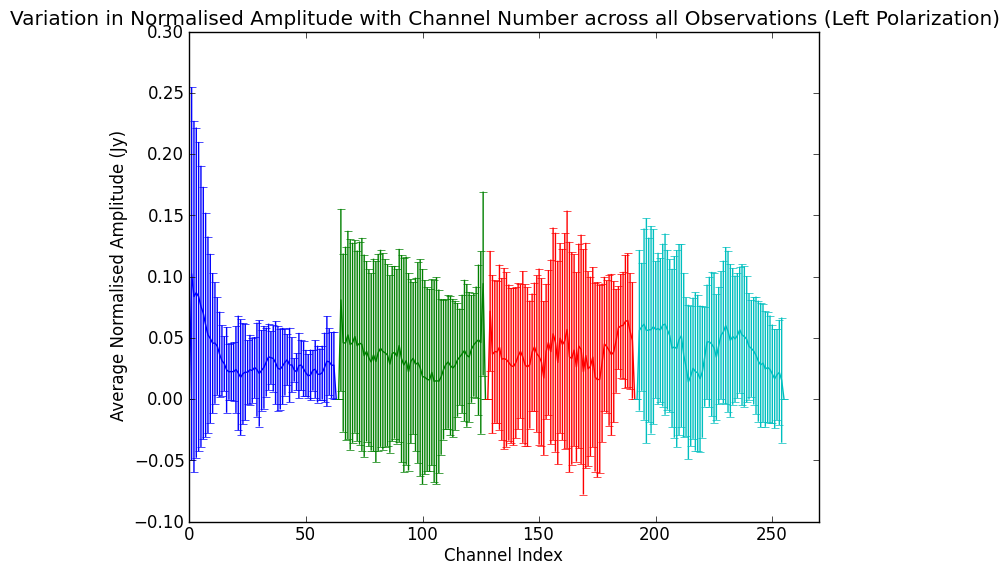 Variation in Normalised Amplitude with Channel Number across all Observations (Left Polarization)
0.30
0.25
0.20
0.15
0.10
0.05
0.00
−0.05
−0.10
Average Normalised Amplitude (Jy)
0 50 100 150 200 250
Channel Index